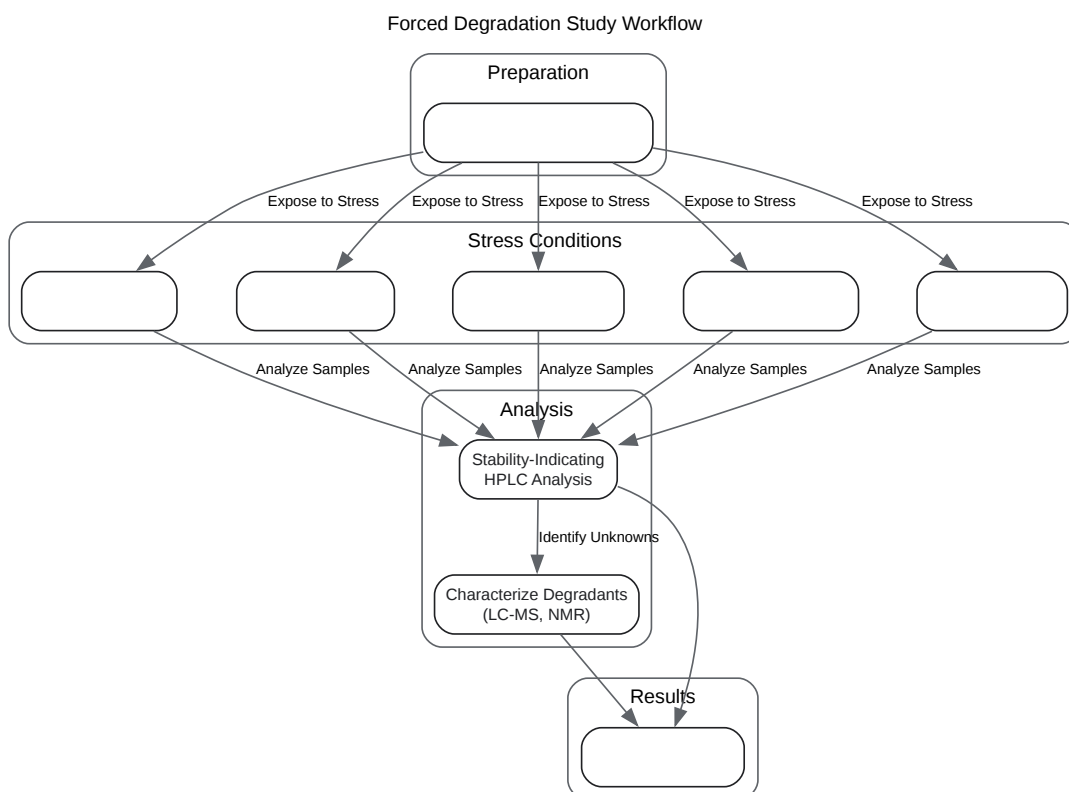 Forced Degradation Study Workflow
Preparation
Expose to Stress
Expose to Stress
Expose to Stress
Expose to Stress
Expose to Stress
Stress Conditions
Analyze Samples
Analyze Samples
Analyze Samples
Analyze Samples
Analyze Samples
Analysis
Stability-Indicating
HPLC Analysis
Identify Unknowns
Characterize Degradants
(LC-MS, NMR)
Results